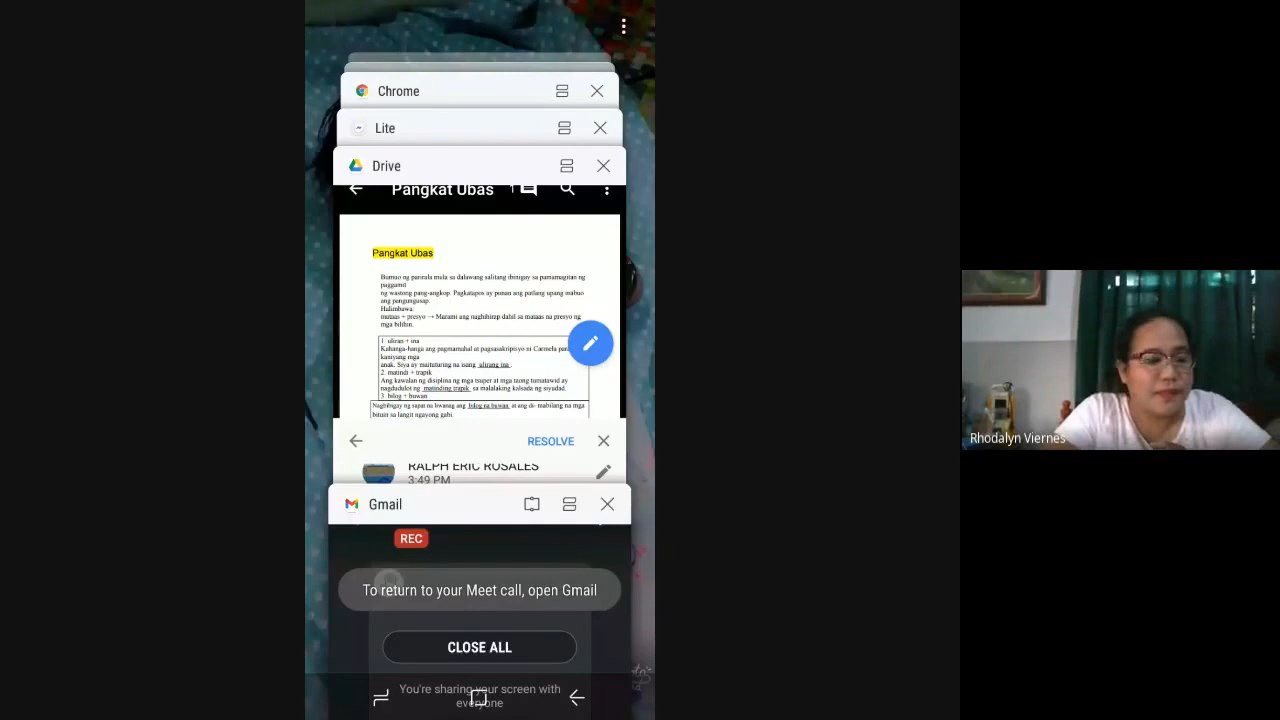 Chrome
Lite
Drive
Pangkat Ubas 1
Pangkat Ubas
Bumuo ng parirala mula sa dalawang salitang ibinigay sa pamamagitan ng
paggamit
ng wastong pang-angkop. Pagkatapos ay punan ang patlang upang mabuo
ang pangungusap.
Halimbawa:
mataas + presyo → Marami ang naghihirap dahil sa mataas na presyo ng
mga bilihin.
1 uliran + ina
Kahanga-hanga ang pagmamahal at pagsasakripisyo ni Carmela para
kaniyang mga
anak. Siya ay maituturing na isang ulirang ina .
2. matindi + trapik
Ang kawalan ng disiplina ng mga tsuper at mga taong tumatawid ay
nagdudulot ng matinding trapik sa malalaking kalsada ng siyadad.
3. bilog + buwan
Nagbibigay ng sapat na liwanag ang bilog na buwan at ang di- mabilang na mga
bituin sa langit ngayong gabi.
RESOLVE
RALPH ERIC ROSALES
3:49 PM
Gmail
REC
To return to your Meet call, open Gmail
CLOSE ALL
You're sharing your screen with
everyone
Rhodalyn Viernes